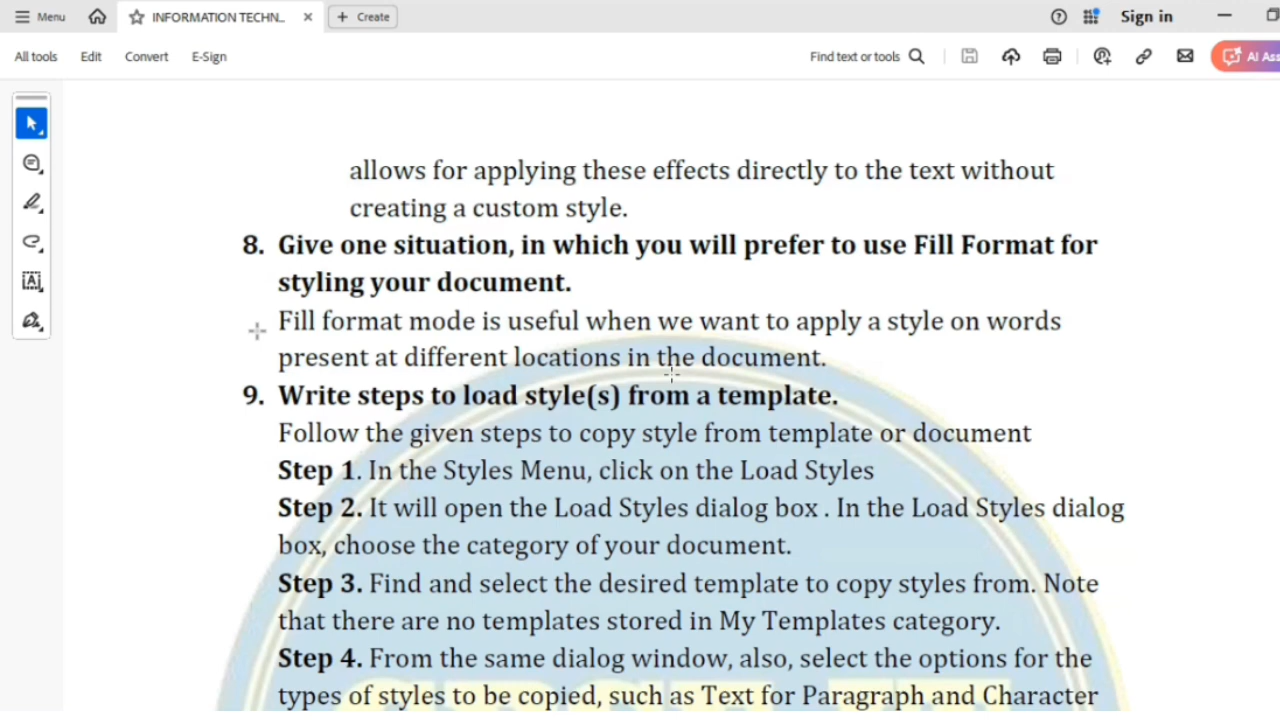 Menu
INFORMATION TECHN...
Create
Sign in
All tools
Edit
Convert
E-Sign
Find text or tools
AI Ass
allows for applying these effects directly to the text without
creating a custom style.
8. Give one situation, in which you will prefer to use Fill Format for
styling your document.
Fill format mode is useful when we want to apply a style on words
present at different locations in the document.
9. Write steps to load style(s) from a template.
Follow the given steps to copy style from template or document
Step 1. In the Styles Menu, click on the Load Styles
Step 2. It will open the Load Styles dialog box . In the Load Styles dialog
box, choose the category of your document.
Step 3. Find and select the desired template to copy styles from. Note
that there are no templates stored in My Templates category.
Step 4. From the same dialog window, also, select the options for the
types of styles to be copied, such as Text for Paragraph and Character